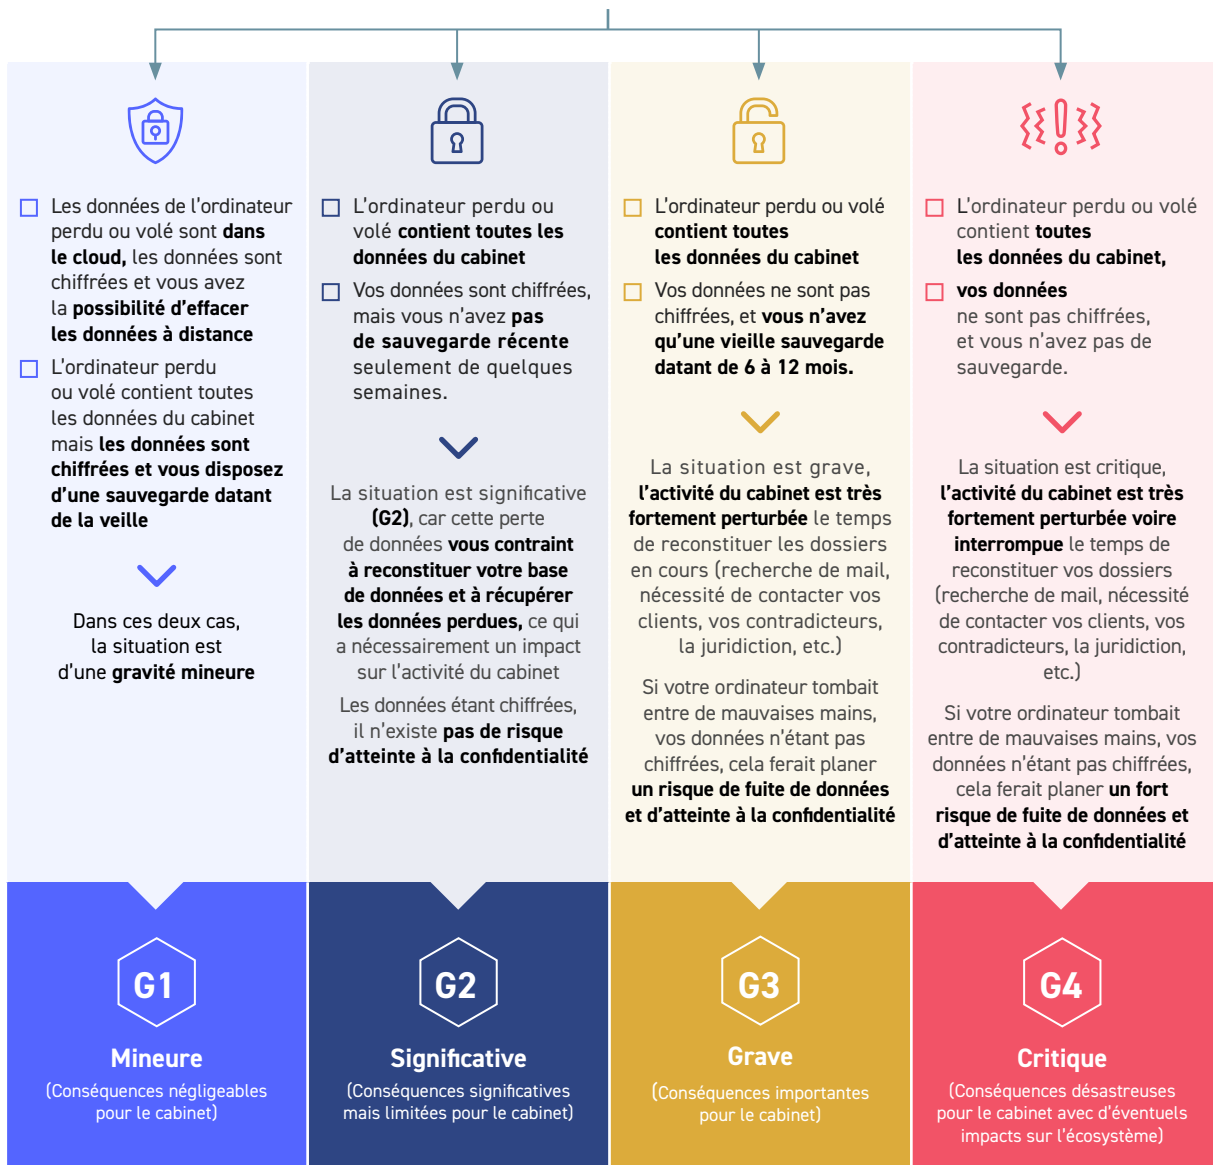 Les données de l'ordinateur
perdu ou volé sont dans
le cloud, les données sont
chiffrées et vous avez
la possibilité d'effacer
les données à distance
L'ordinateur perdu
ou volé contient toutes
les données du cabinet
mais les données sont
chiffrées et vous disposez
d'une sauvegarde datant
de la veille
Dans ces deux cas,
la situation est
d'une gravité mineure
G1
Mineure
(Conséquences négligeables
pour le cabinet)
L'ordinateur perdu ou
volé contient toutes les
données du cabinet
Vos données sont chiffrées,
mais vous n'avez pas
de sauvegarde récente
seulement de quelques
semaines.
La situation est significative
(G2), car cette perte
de données vous contraint
à reconstituer votre base
de données et à récupérer
les données perdues, ce qui
a nécessairement un impact
sur l'activité du cabinet
Les données étant chiffrées,
il n'existe pas de risque
d'atteinte à la confidentialité
G2
Significative
(Conséquences significatives
mais limitées pour le cabinet)
L'ordinateur perdu ou volé
contient toutes
les données du cabinet
Vos données ne sont pas
chiffrées, et vous n'avez
qu'une vieille sauvegarde
datant de 6 à 12 mois.
La situation est grave,
l'activité du cabinet est très
fortement perturbée le temps
de reconstituer les dossiers
en cours (recherche de mail,
nécessité de contacter vos
clients, vos contradicteurs,
la juridiction, etc.)
Si votre ordinateur tombait
entre de mauvaises mains,
vos données n'étant pas
chiffrées, cela ferait planer
un risque de fuite de données
et d'atteinte à la confidentialité
G3
Grave
(Conséquences importantes
pour le cabinet)
L'ordinateur perdu ou volé
contient toutes
les données du cabinet,
vos données
ne sont pas chiffrées,
et vous n'avez pas de
sauvegarde.
La situation est critique,
l'activité du cabinet est très
fortement perturbée voire
interrompue le temps de
reconstituer vos dossiers
(recherche de mail, nécessité
de contacter vos clients, vos
contradicteurs, la juridiction,
etc.)
Si votre ordinateur tombait
entre de mauvaises mains, vos
données n'étant pas chiffrées,
cela ferait planer un fort
risque de fuite de données et
d'atteinte à la confidentialité
G4
Critique
(Conséquences désastreuses
pour le cabinet avec d'éventuels
impacts sur l'écosystème)